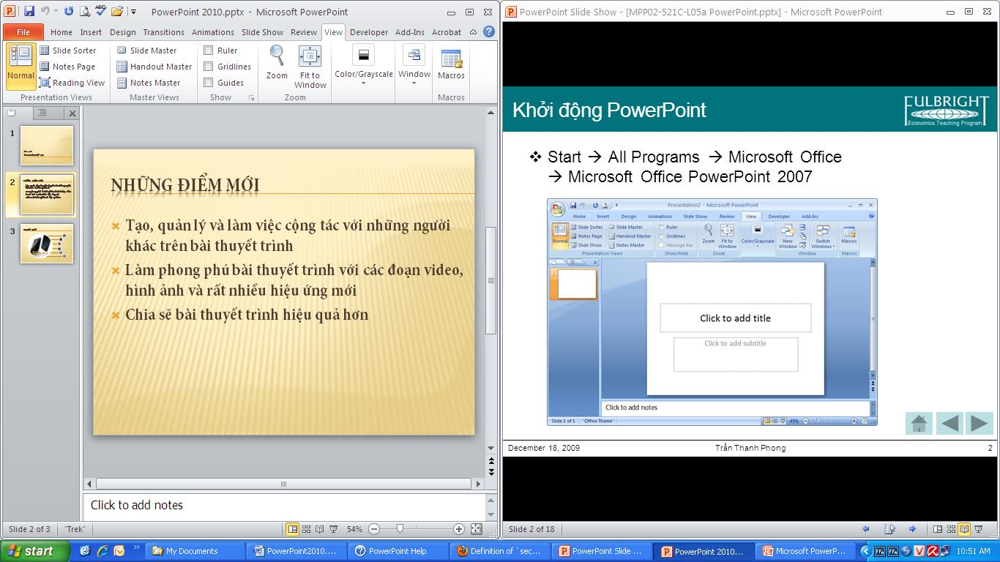 PowerPoint 2010.pptx - Microsoft PowerPoint
File Home Insert Design Transitions Animations Slide Show Review View Developer Add-Ins Acrobat
Normal
Slide Sorter
Notes Page
Reading View
Presentation Views
Slide Master
Handout Master
Notes Master
Master Views
Ruler
Gridlines
Guides
Show
Zoom
Fit to
Window
Zoom
Color/Grayscale
Window
Macros
Macros
1
2
3
NHỮNG ĐIỂM MỚI
Tạo, quản lý và làm việc cộng tác với những người
khác trên bài thuyết trình
Làm phong phú bài thuyết trình với các đoạn video,
hình ảnh và rất nhiều hiệu ứng mới
Chia sẽ bài thuyết trình hiệu quả hơn
Click to add notes
Slide 2 of 3 "Trek" 54%
PowerPoint Slide Show - [MPP02-521C-L05a PowerPoint.pptx] - Microsoft PowerPoint
Khởi động PowerPoint
FULBRIGHT
Economics Teaching Program
❖ Start → All Programs → Microsoft Office
→ Microsoft Office PowerPoint 2007
Presentation2 - Microsoft PowerPoint
Home Insert Design Animations Slide Show Review View Developer Add-Ins
Normal
Slide Sorter
Notes Page
Slide Show
Presentation Views
Slide Master
Handout Master
Notes Master
Ruler
Gridlines
Message Bar
Show/Hide
Zoom
Fit to
Window
Zoom
Color/Grayscale
New
Window
Switch
Windows
Window
Macros
Macros
Click to add title
Click to add subtitle
Click to add notes
Slide 1 of 1 "Office Theme" 45%
December 18, 2009 Trần Thanh Phong 2
Slide 2 of 18
start My Documents PowerPoint2010.... PowerPoint Help Definition of `sec... PowerPoint Slide ... PowerPoint 2010... Microsoft PowerP... 10:51 AM